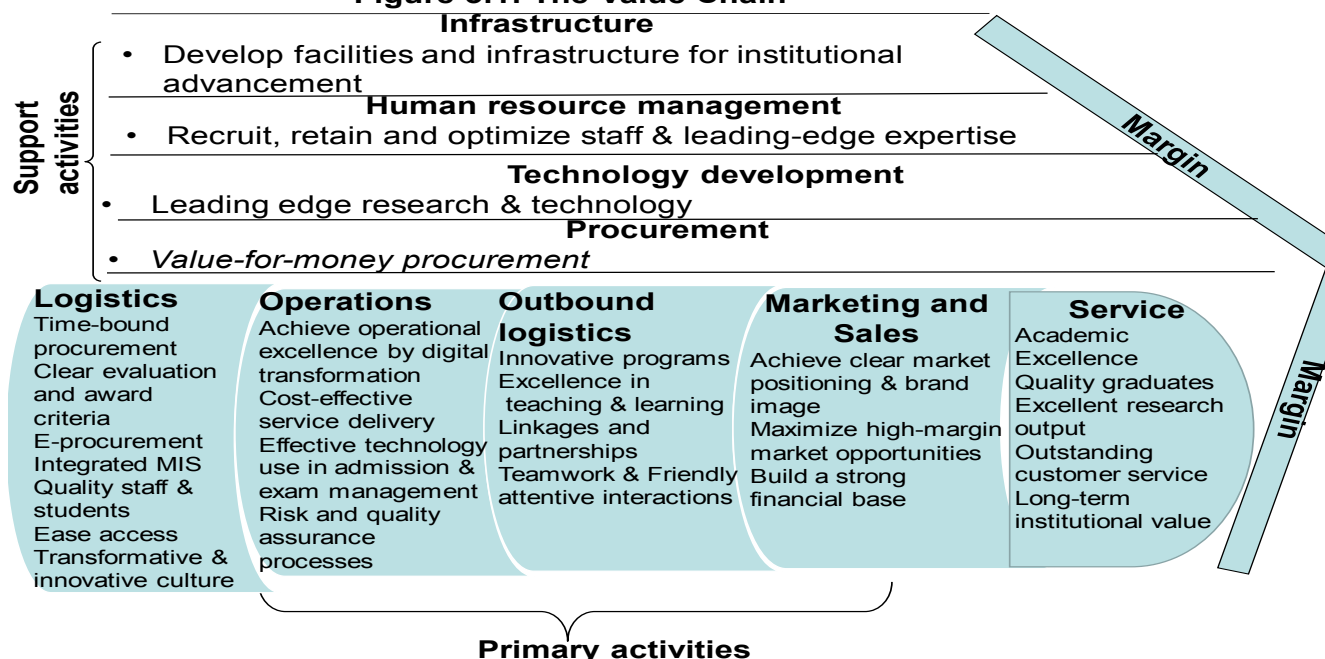 Figure 3.1: The Value Chain
Infrastructure
• Develop facilities and infrastructure for institutional
advancement
Human resource management
• Recruit, retain and optimize staff & leading-edge expertise
Technology development
• Leading edge research & technology
Procurement
• Value-for-money procurement
Support
activities
Margin
Margin
Logistics
Time-bound
procurement
Clear evaluation
and award
criteria
E-procurement
Integrated MIS
Quality staff &
students
Ease access
Transformative &
innovative culture
Operations
Achieve operational
excellence by digital
transformation
Cost-effective
service delivery
Effective technology
use in admission &
exam management
Risk and quality
assurance
processes
Outbound
logistics
Innovative programs
Excellence in
teaching & learning
Linkages and
partnerships
Teamwork & Friendly
attentive interactions
Marketing and
Sales
Achieve clear market
positioning & brand
image
Maximize high-margin
market opportunities
Build a strong
financial base
Service
Academic
Excellence
Quality graduates
Excellent research
output
Outstanding
customer service
Long-term
institutional value
Primary activities